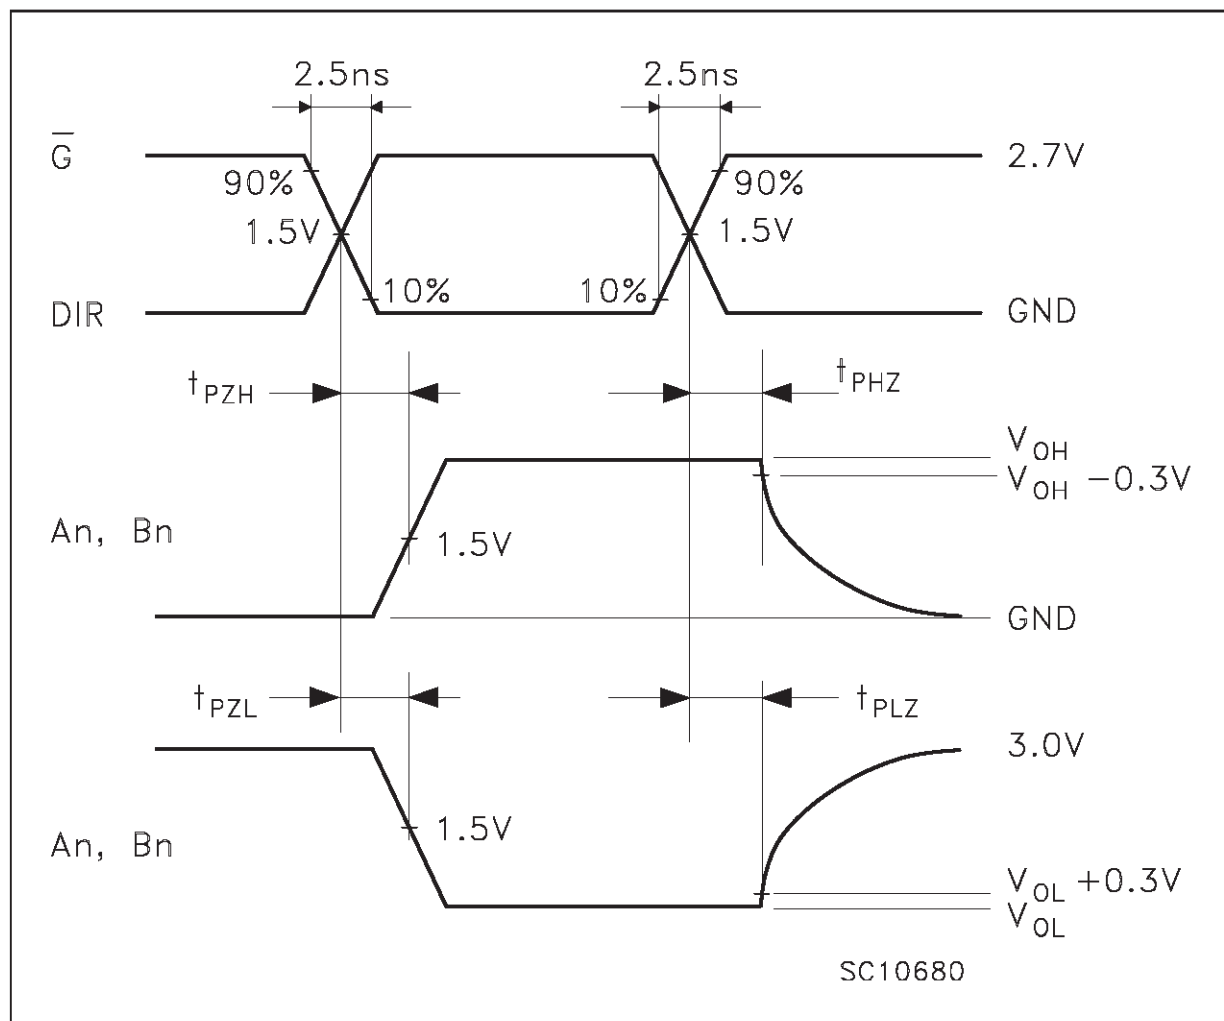 2.5ns 2.5ns
G̅ 2.7V
90% 90%
1.5V 1.5V
10% 10%
DIR GND
tPZH tPHZ
VOH
VOH −0.3V
An, Bn 1.5V
GND
tPZL tPLZ
3.0V
An, Bn 1.5V
VOL +0.3V
VOL
SC10680